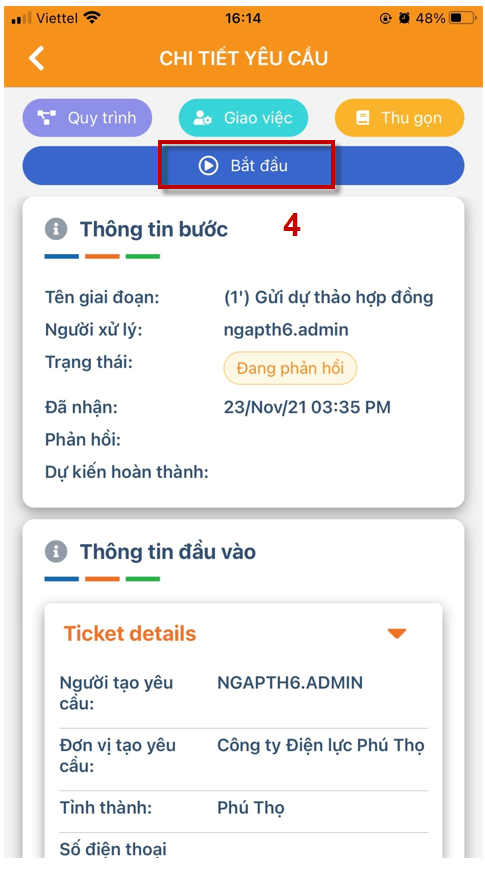 Viettel 16:14 48%
CHI TIẾT YÊU CẦU
Quy trình Giao việc Thu gọn
Bắt đầu
Thông tin bước 4
Tên giai đoạn: (1') Gửi dự thảo hợp đồng
Người xử lý: ngapth6.admin
Trạng thái: Đang phản hồi
Đã nhận: 23/Nov/21 03:35 PM
Phản hồi:
Dự kiến hoàn thành:
Thông tin đầu vào
Ticket details
Người tạo yêu NGAPTH6.ADMIN
cầu:
Đơn vị tạo yêu Công ty Điện lực Phú Thọ
cầu:
Tỉnh thành: Phú Thọ
Số điện thoại